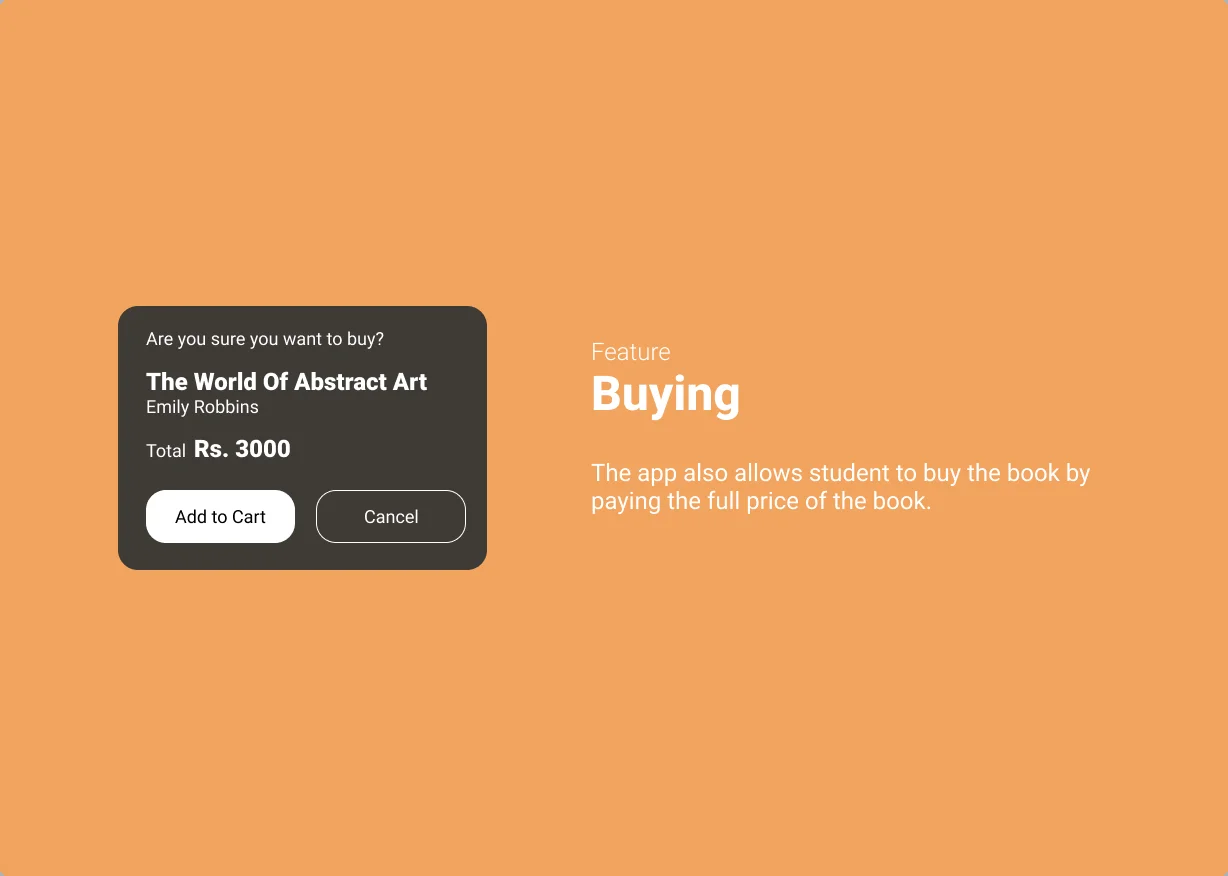 Are you sure you want to buy?
The World Of Abstract Art
Emily Robbins
Total Rs. 3000
Add to Cart
Cancel
Feature
Buying
The app also allows student to buy the book by
paying the full price of the book.